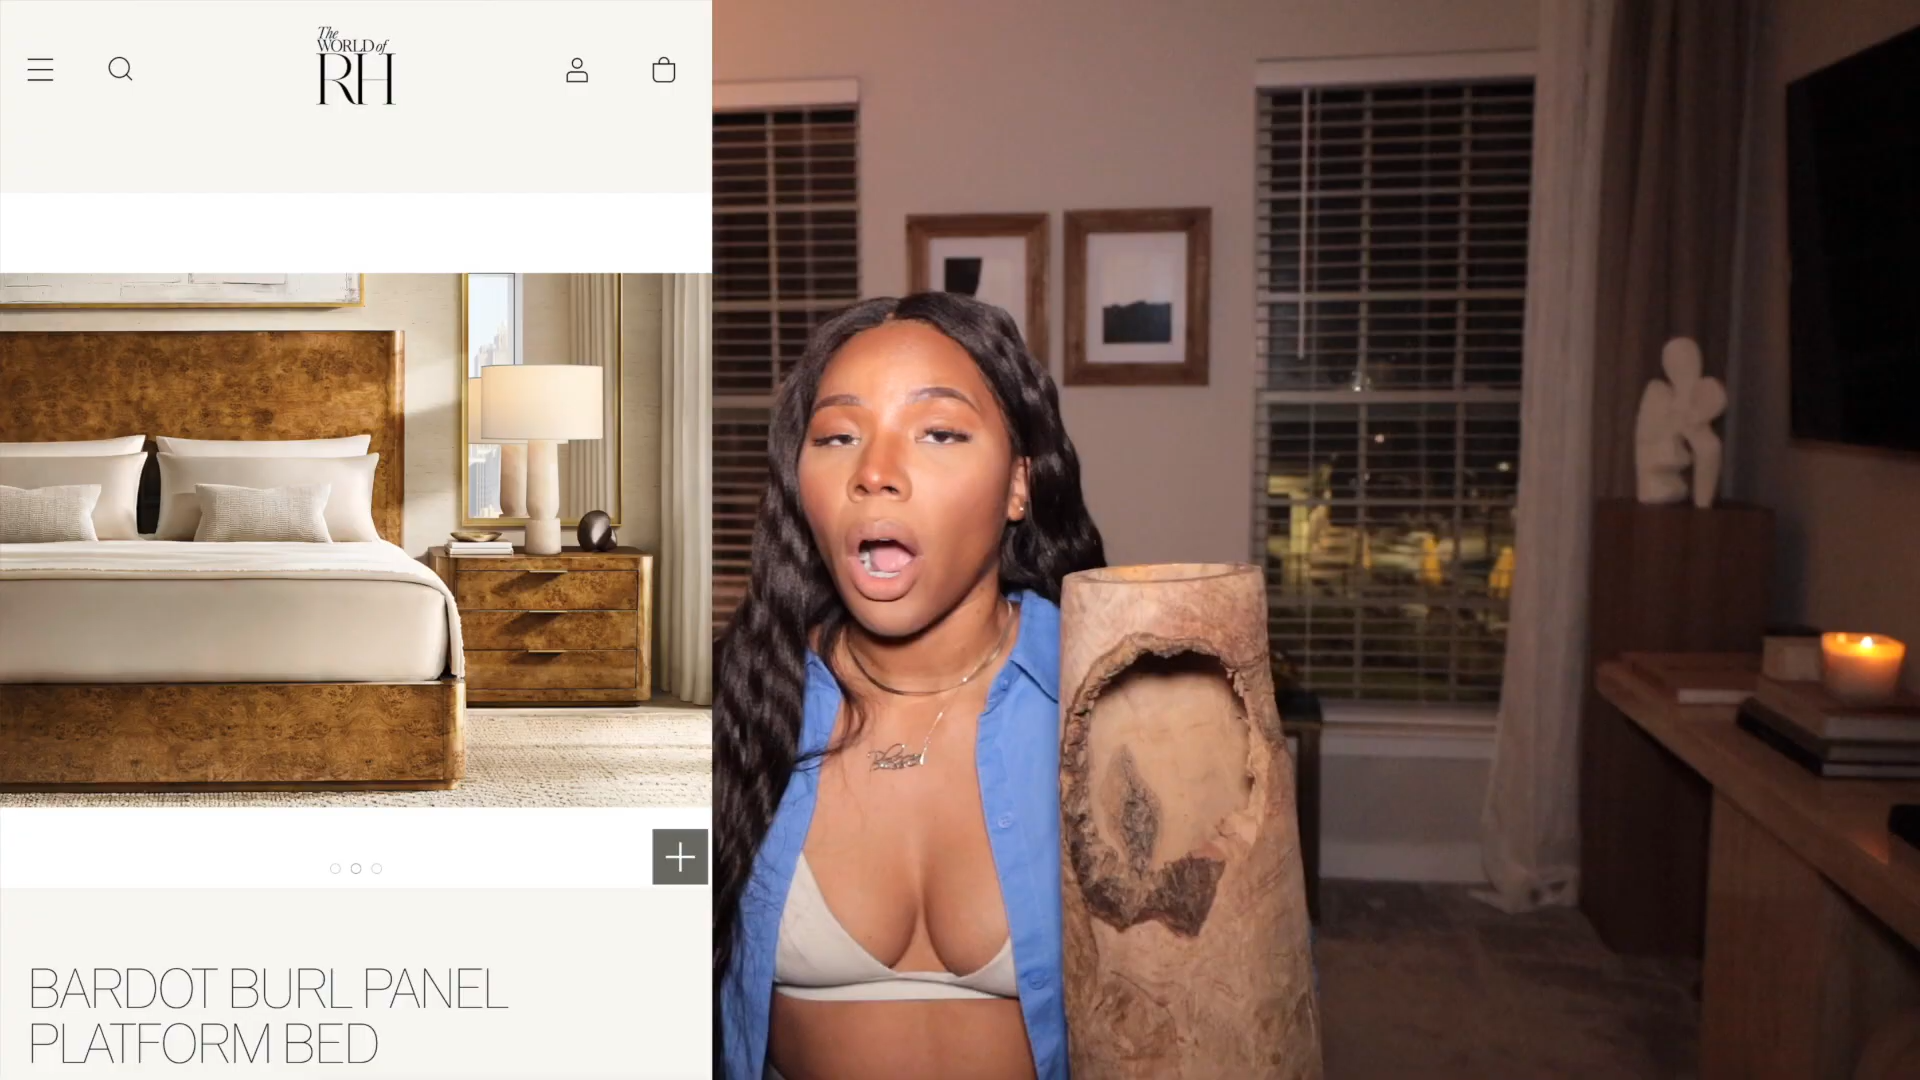 The
WORLD of
RH
BARDOT BURL PANEL
PLATFORM BED